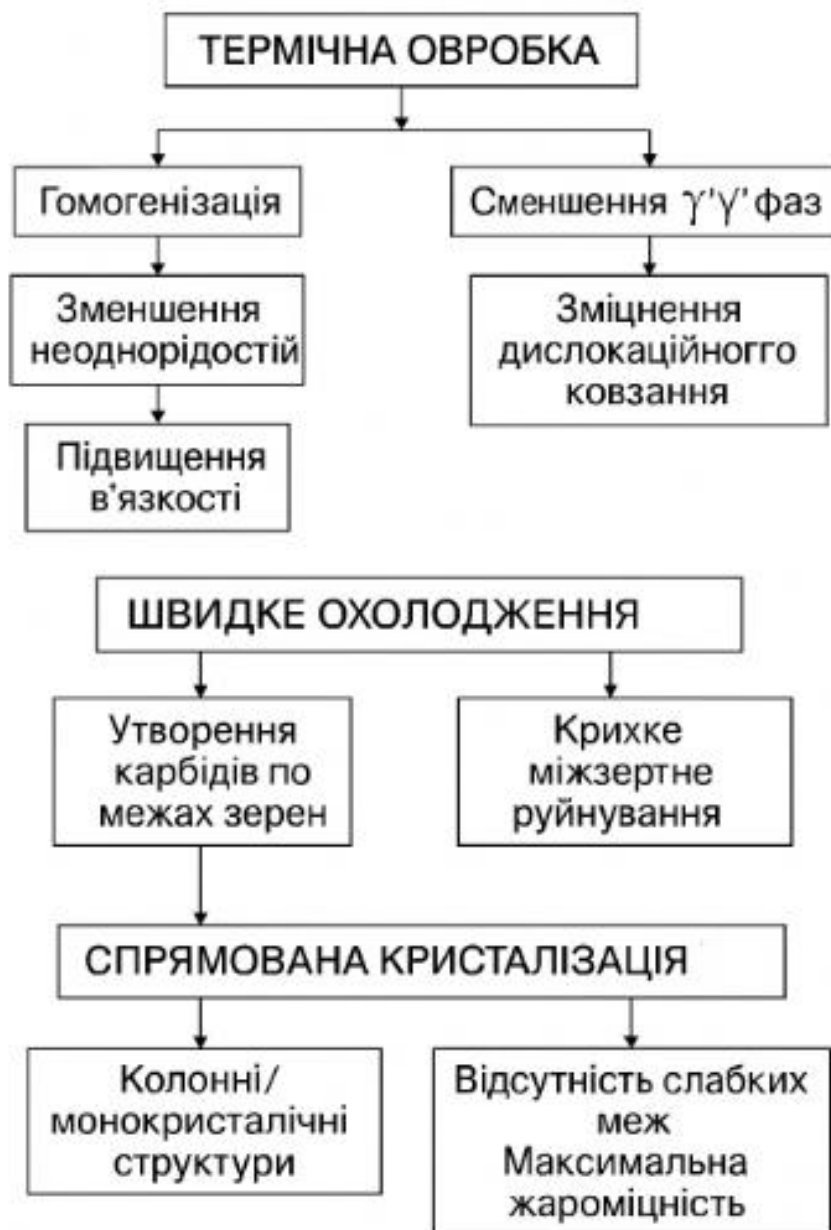 ТЕРМІЧНА ОВРОБКА
Гомогенізація
Сменшення γ'γ' фаз
Зменшення
неоднорідостій
Зміцнення
дислокаційногго
ковзання
Підвищення
в'язкості
ШВИДКЕ ОХОЛОДЖЕННЯ
Утворення
карбідів по
межах зерен
Крихке
міжзертне
руйнування
СПРЯМОВАНА КРИСТАЛІЗАЦІЯ
Колонні/
монокристалічні
структури
Відсутність слабких
меж
Максимальна
жароміцність